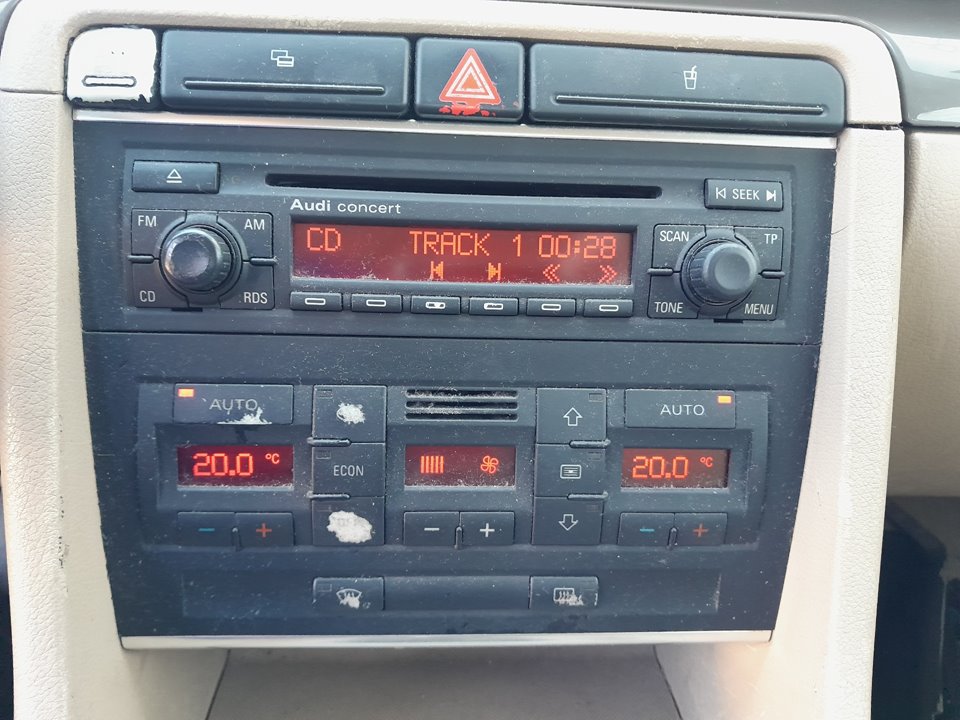 SEEK
Audi concert
FM AM
CD TRACK 1 00:28
SCAN TP
CD RDS
TONE MENU
AUTO
AUTO
20.0 °C
ECON
20.0 °C
- +
- +
- +